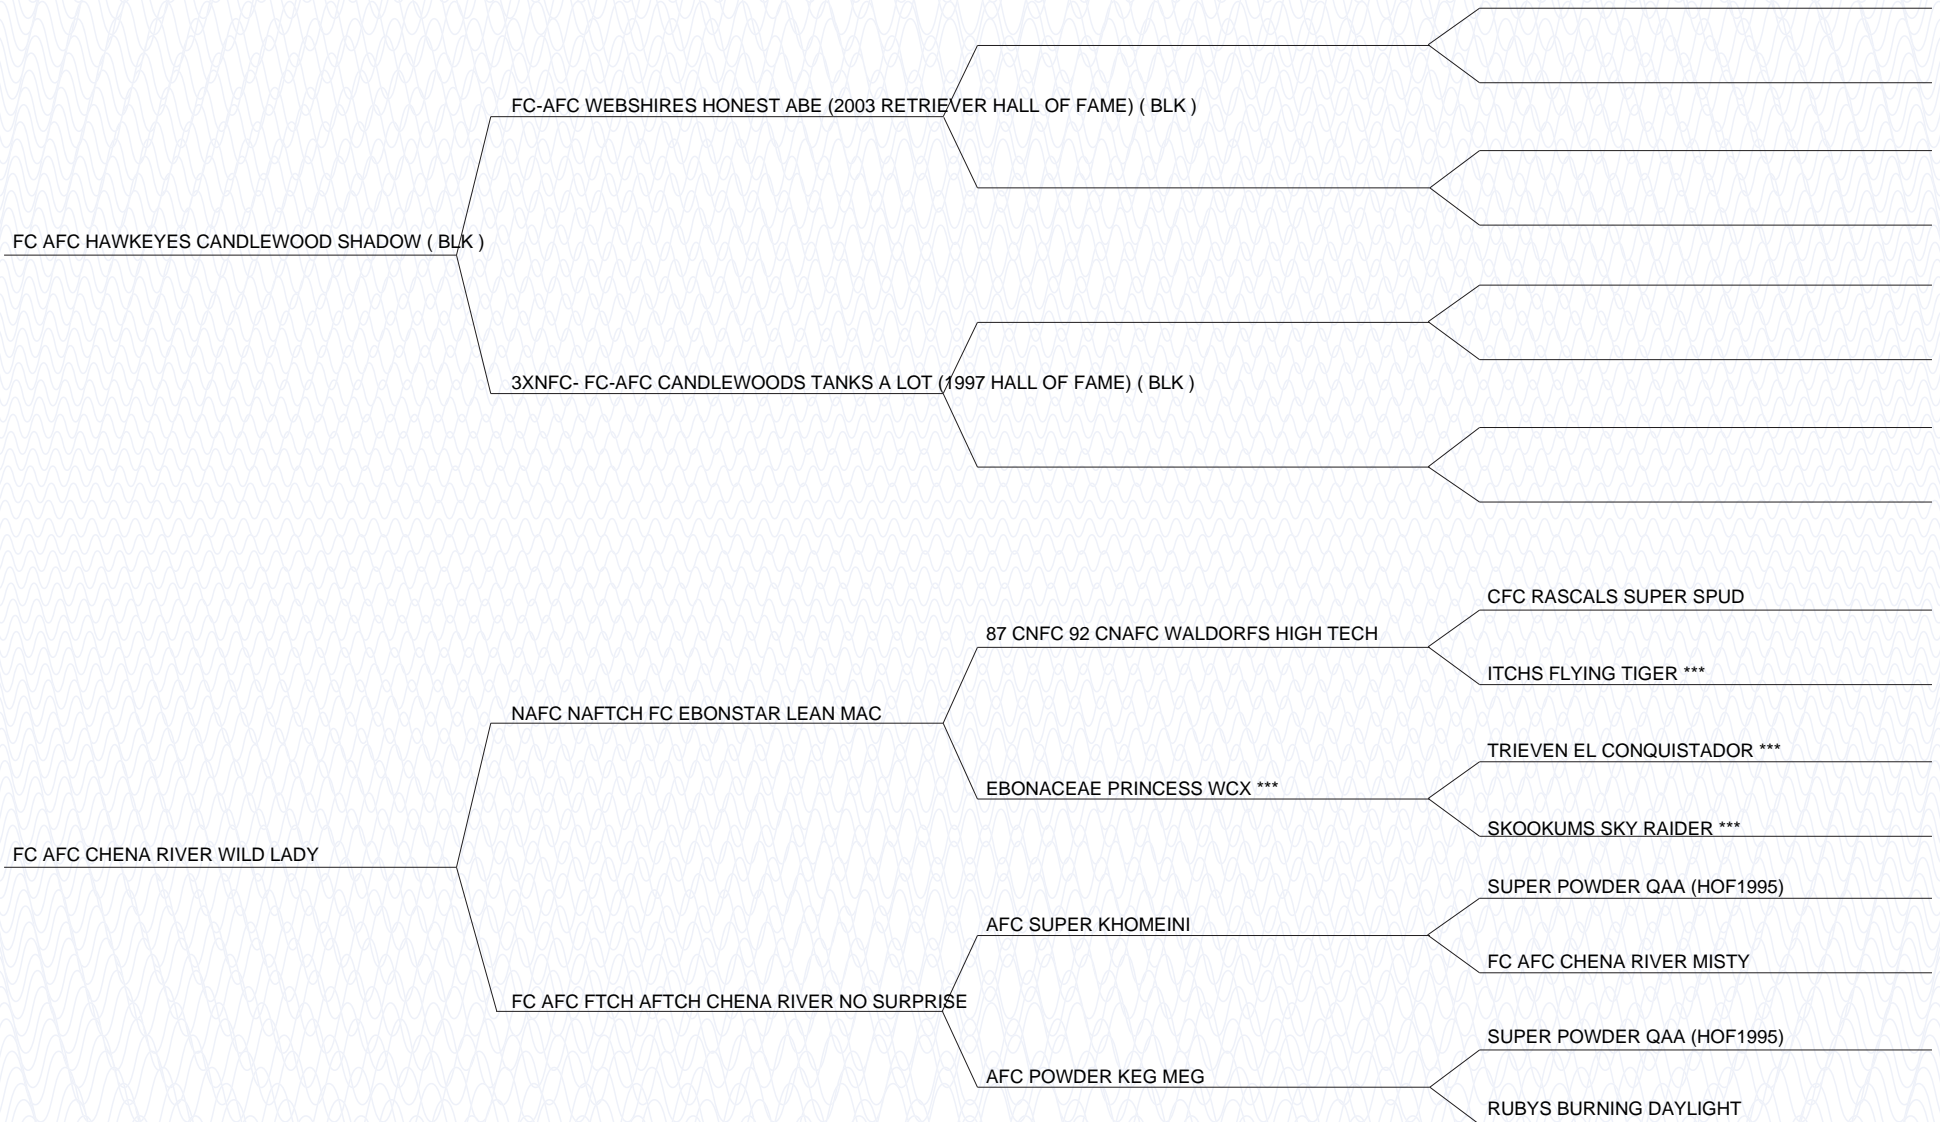 FC-AFC WEBSHIRES HONEST ABE (2003 RETRIEVER HALL OF FAME) ( BLK )
FC AFC HAWKEYES CANDLEWOOD SHADOW ( BLK )
3XNFC- FC-AFC CANDLEWOODS TANKS A LOT (1997 HALL OF FAME) ( BLK )
CFC RASCALS SUPER SPUD
87 CNFC 92 CNAFC WALDORFS HIGH TECH
ITCHS FLYING TIGER ***
NAFC NAFTCH FC EBONSTAR LEAN MAC
TRIEVEN EL CONQUISTADOR ***
EBONACEAE PRINCESS WCX ***
SKOOKUMS SKY RAIDER ***
FC AFC CHENA RIVER WILD LADY
SUPER POWDER QAA (HOF1995)
AFC SUPER KHOMEINI
FC AFC CHENA RIVER MISTY
FC AFC FTCH AFTCH CHENA RIVER NO SURPRISE
SUPER POWDER QAA (HOF1995)
AFC POWDER KEG MEG
RUBYS BURNING DAYLIGHT